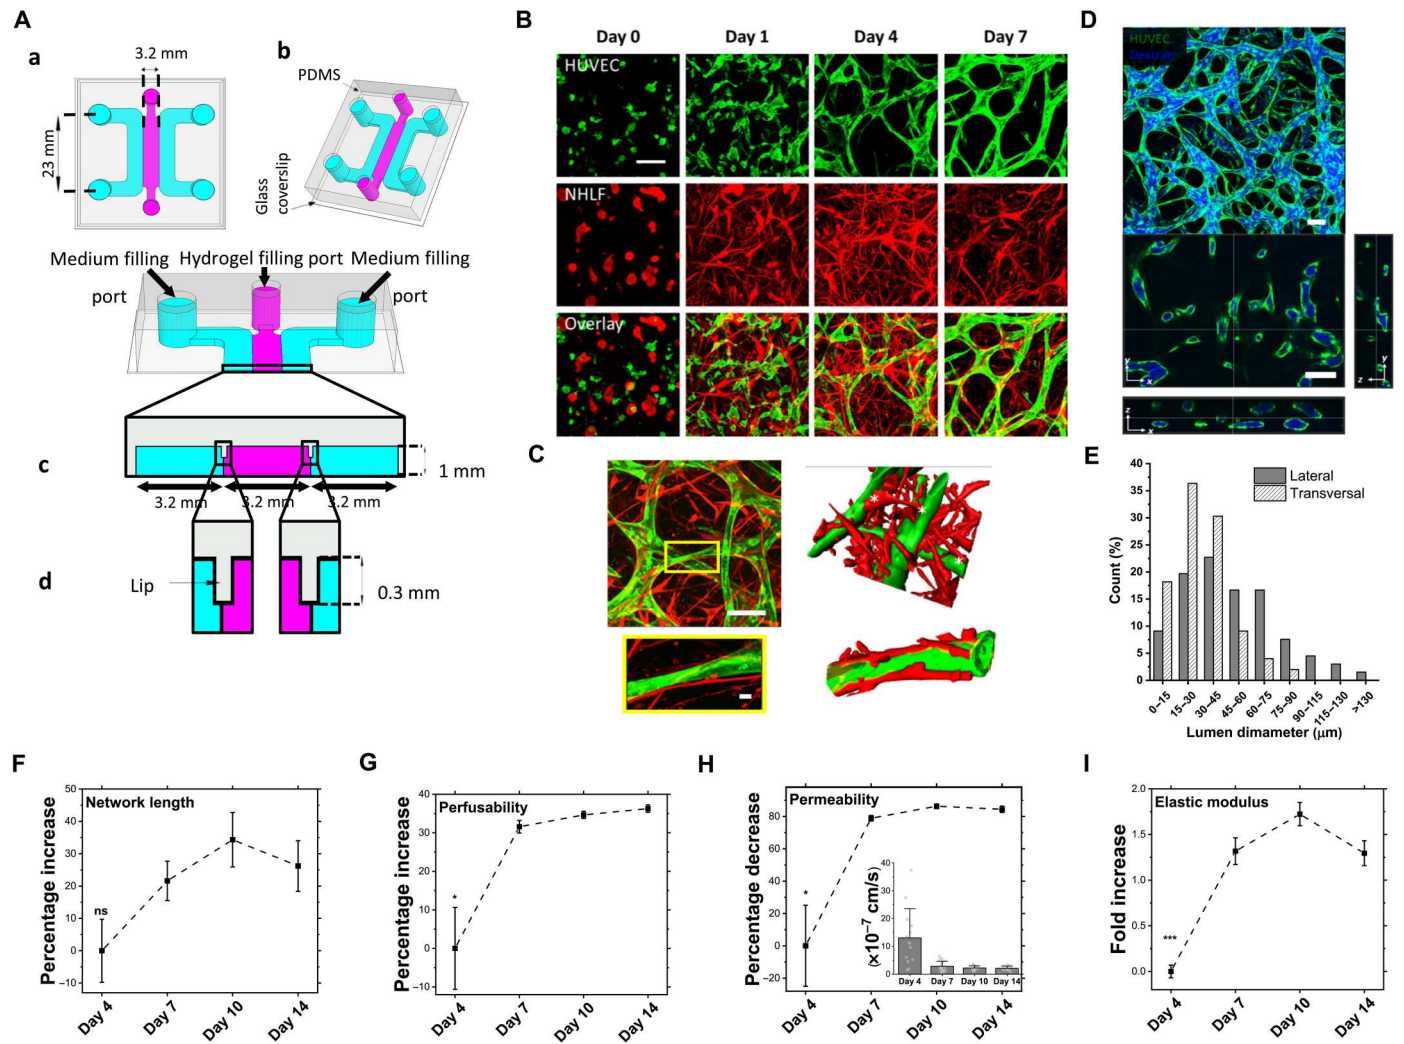 A
a
3.2 mm
23 mm
b
PDMS
Glass
coverslip
Medium filling
port
Hydrogel filling port
Medium filling
port
c
1 mm
3.2 mm
3.2 mm
3.2 mm
d
Lip
0.3 mm
B
Day 0
Day 1
Day 4
Day 7
HUVEC
NHLF
Overlay
C
*
*
*
D
HUVEC
Dextran
y
x
y
z
z
x
E
Count (%)
40
35
30
25
20
15
10
5
0
Lateral
Transversal
0–15
15–30
30–45
45–60
60–75
75–90
90–115
115–130
>130
Lumen dimameter (μm)
F
Network length
Percentage increase
50
40
30
20
10
0
–10
ns
Day 4
Day 7
Day 10
Day 14
G
Perfusability
Percentage increase
40
30
20
10
0
–10
*
Day 4
Day 7
Day 10
Day 14
H
Permeability
Percentage decrease
80
60
40
20
0
–20
*
(×10⁻⁷ cm/s)
40
30
20
10
0
Day 4
Day 7
Day 10
Day 14
Day 4
Day 7
Day 10
Day 14
I
Elastic modulus
Fold increase
2.0
1.5
1.0
0.5
0.0
***
Day 4
Day 7
Day 10
Day 14